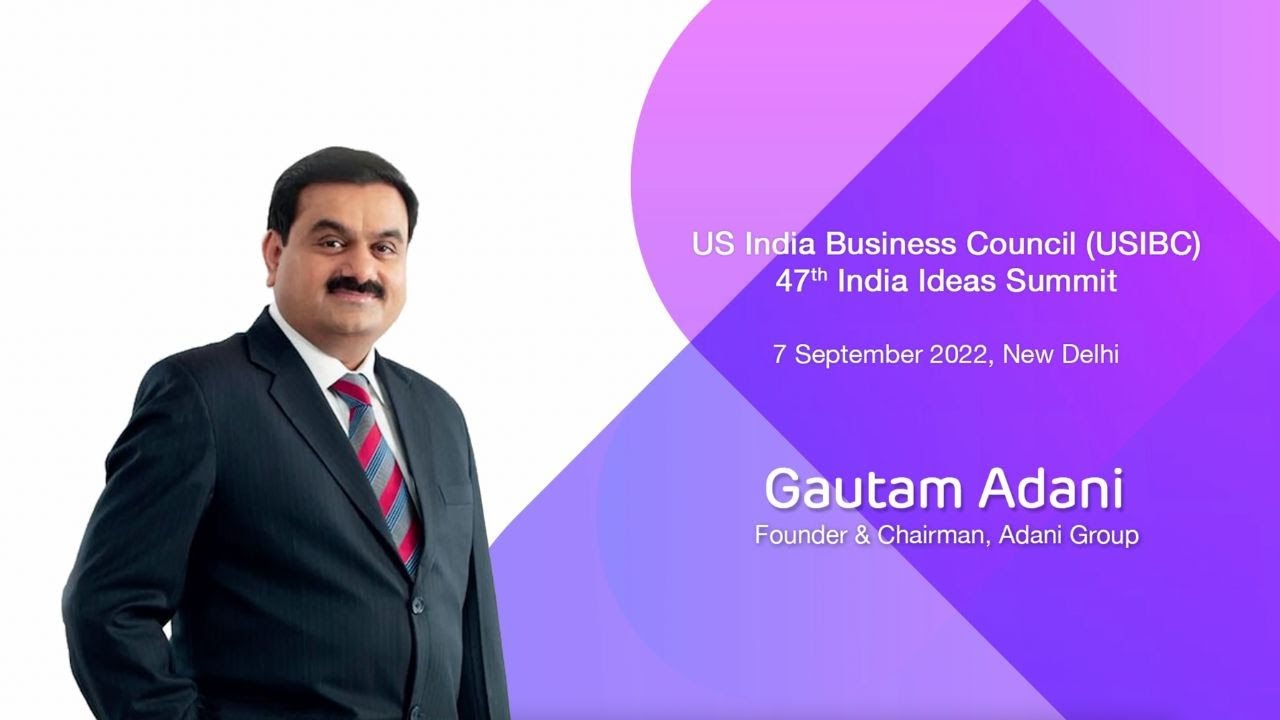 US India Business Council (USIBC)
47th India Ideas Summit
7 September 2022, New Delhi
Gautam Adani
Founder & Chairman, Adani Group